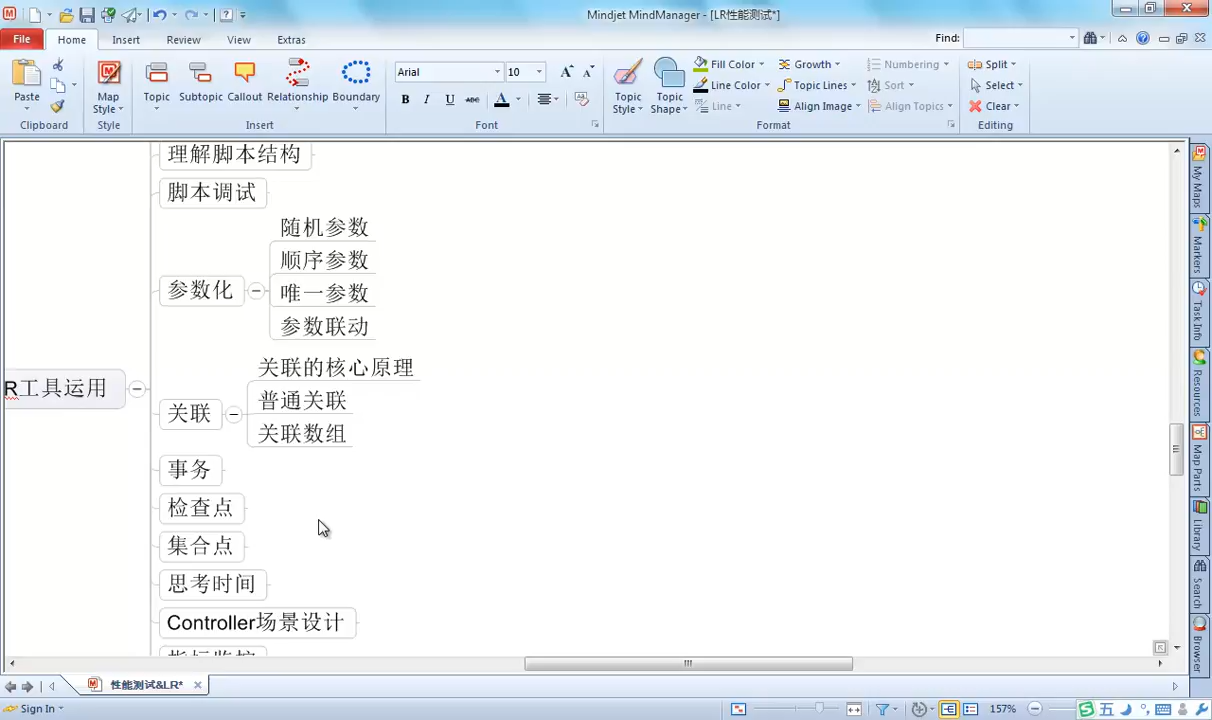 Mindjet MindManager - [LR性能测试*]
File Home Insert Review View Extras
Find:
Paste
Map Style
Topic Subtopic Callout Relationship Boundary
Arial 10
B I U abc A
Topic Style
Topic Shape
Fill Color Growth Numbering Split
Line Color Topic Lines Sort Select
Line Align Image Align Topics Clear
Clipboard Style Insert Font Format Editing
理解脚本结构
脚本调试
参数化
随机参数
顺序参数
唯一参数
参数联动
R工具运用
关联
关联的核心原理
普通关联
关联数组
事务
检查点
集合点
思考时间
Controller场景设计
指标监控
My Maps
Markers
Task Info
Resources
Map Parts
Library
Search
Browser
性能测试&LR*
Sign In
157%
五